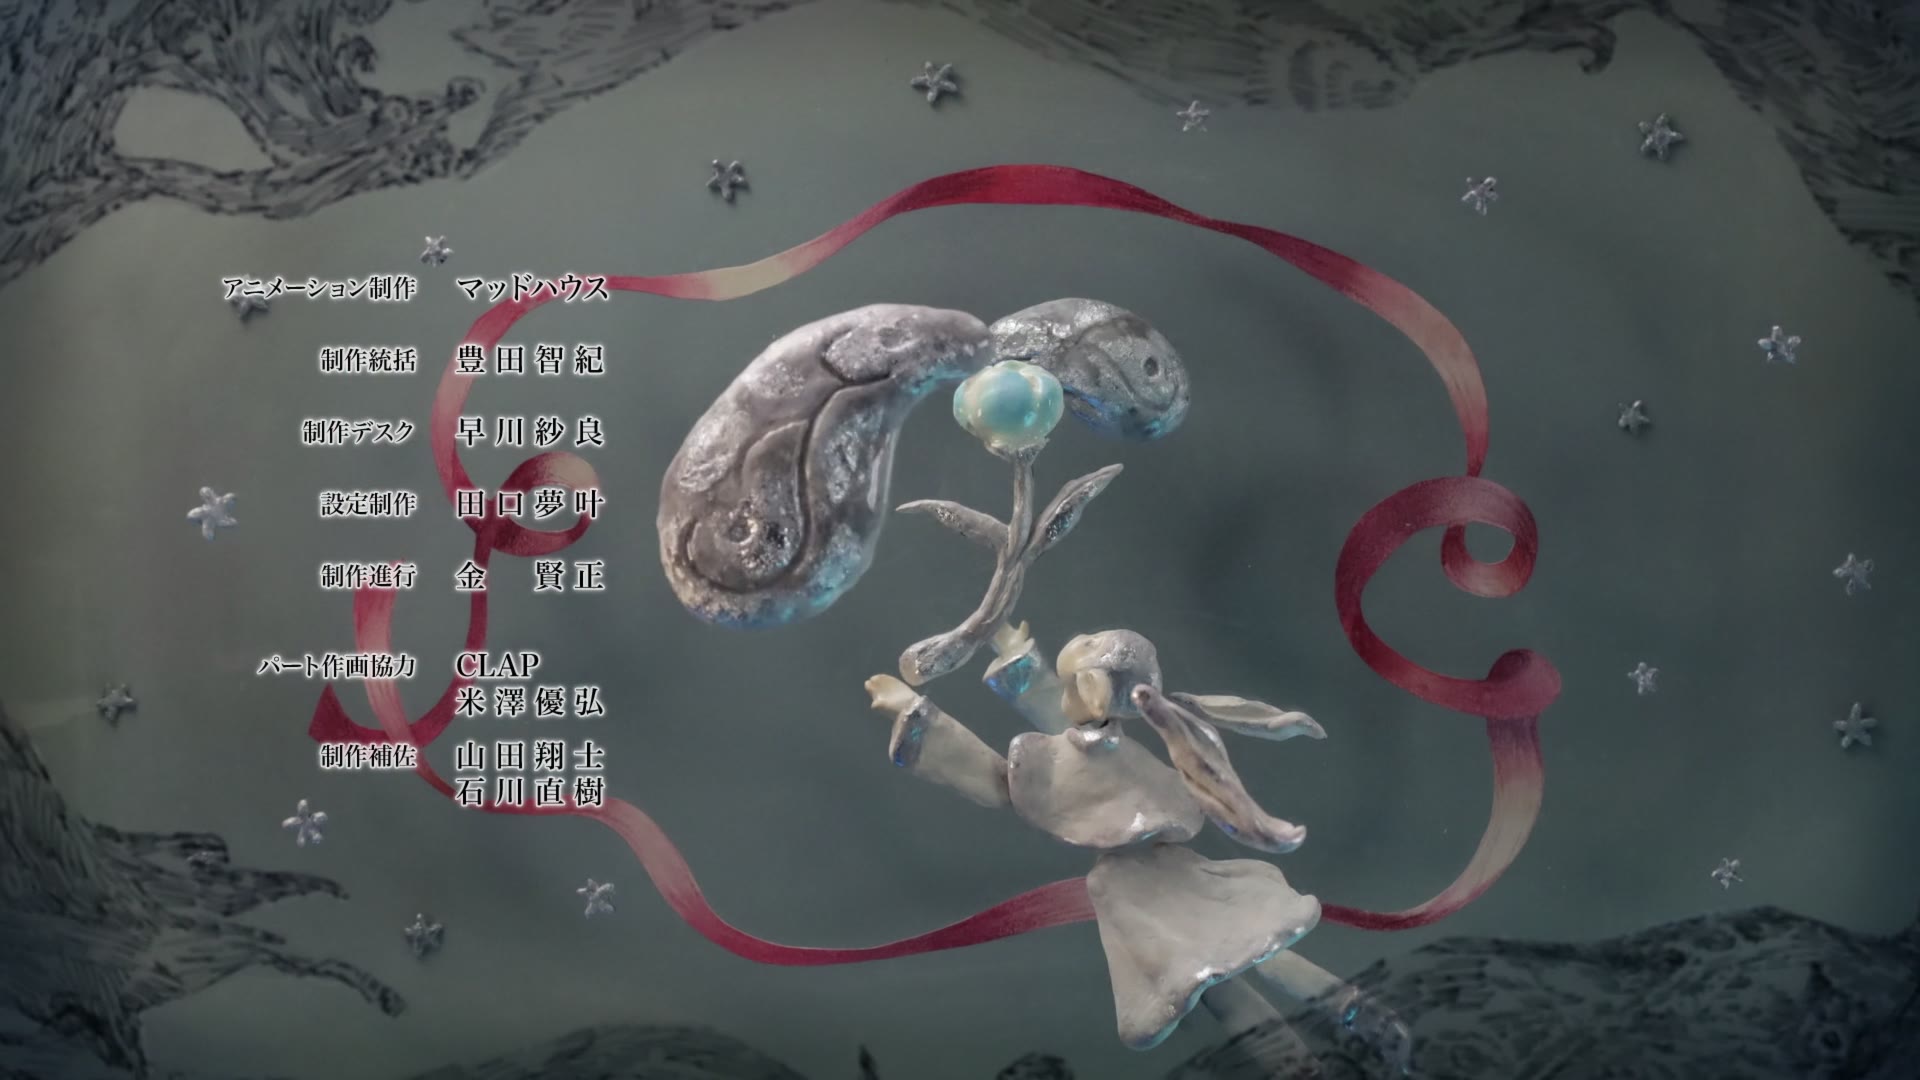 アニメーション制作 マッドハウス
制作統括 豊田智紀
制作デスク 早川紗良
設定制作 田口夢叶
制作進行 金 賢正
パート作画協力 CLAP
米澤優弘
制作補佐 山田翔士
石川直樹